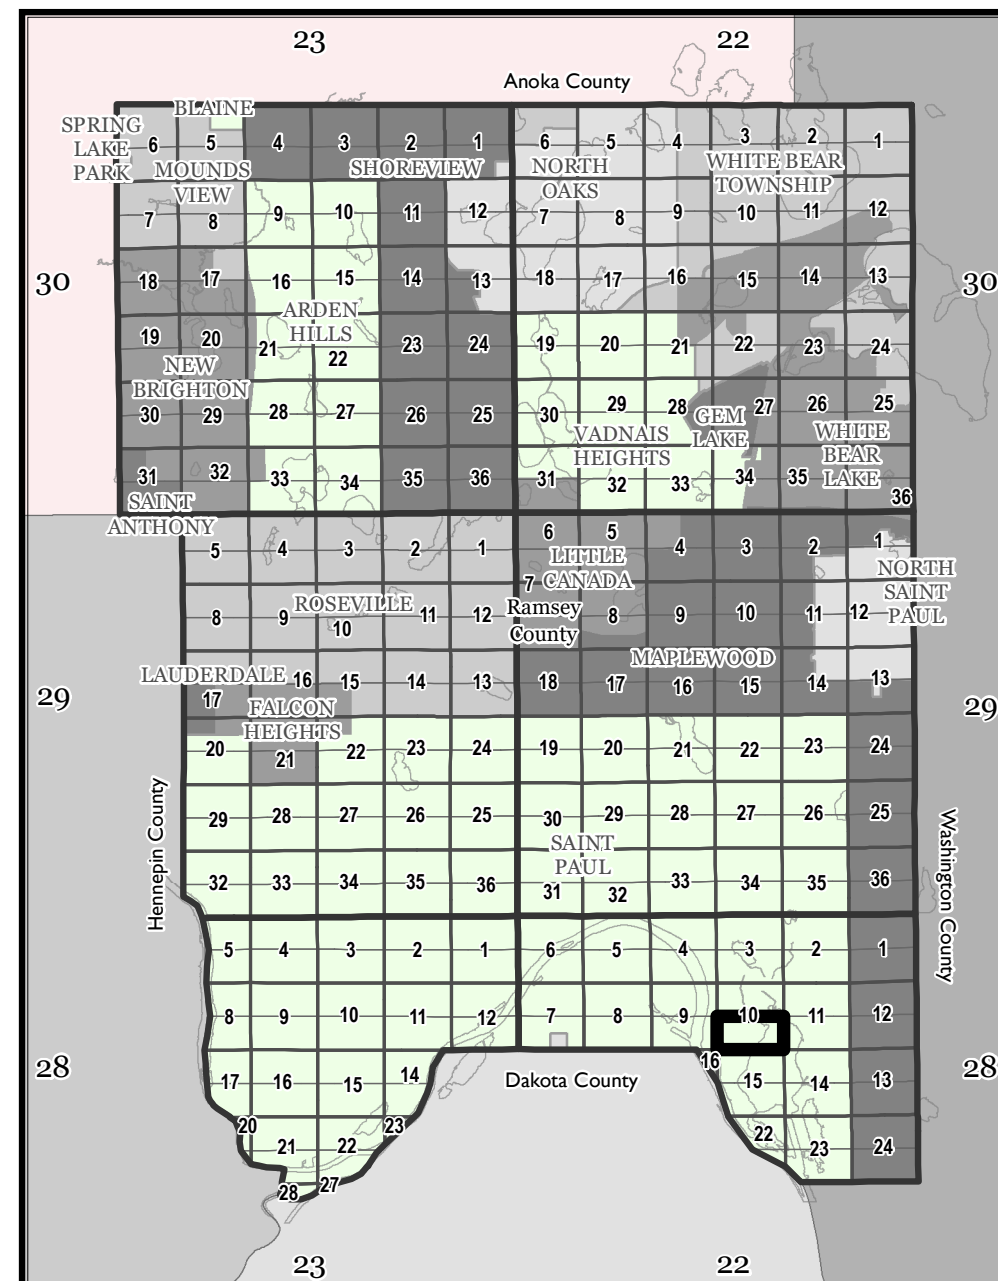 23 22
Anoka County
BLAINE
SPRING
LAKE
PARK
6 5 4 3 2 1 6 5 4 3 2 1
MOUNDS
VIEW
SHOREVIEW
NORTH
OAKS
WHITE BEAR
TOWNSHIP
7 8 9 10 11 12 7 8 9 10 11 12
30 18 17 16 15 14 13 18 17 16 15 14 13 30
ARDEN
HILLS
19 20 21 22 23 24 19 20 21 22 23 24
NEW
BRIGHTON
30 29 28 27 26 25 30 29 28 27 26 25
GEM
LAKE
VADNAIS
HEIGHTS
WHITE
BEAR
LAKE
31 32 33 34 35 36 31 32 33 34 35 36
SAINT
ANTHONY
5 4 3 2 1 6 5 4 3 2 1
LITTLE
CANADA
NORTH
SAINT
PAUL
7
8 9 10 11 12 8 9 10 11 12
ROSEVILLE
Ramsey
County
LAUDERDALE
MAPLEWOOD
29 17 16 15 14 13 18 17 16 15 14 13 29
FALCON
HEIGHTS
20 21 22 23 24 19 20 21 22 23 24
29 28 27 26 25 30 29 28 27 26 25
Hennepin County
Washington County
SAINT
PAUL
32 33 34 35 36 31 32 33 34 35 36
5 4 3 2 1 6 5 4 3 2 1
8 9 10 11 12 7 8 9 10 11 12
28 17 16 15 14 16 15 14 13 28
Dakota County
20 21 22 23 22 23 24
28 27
23 22